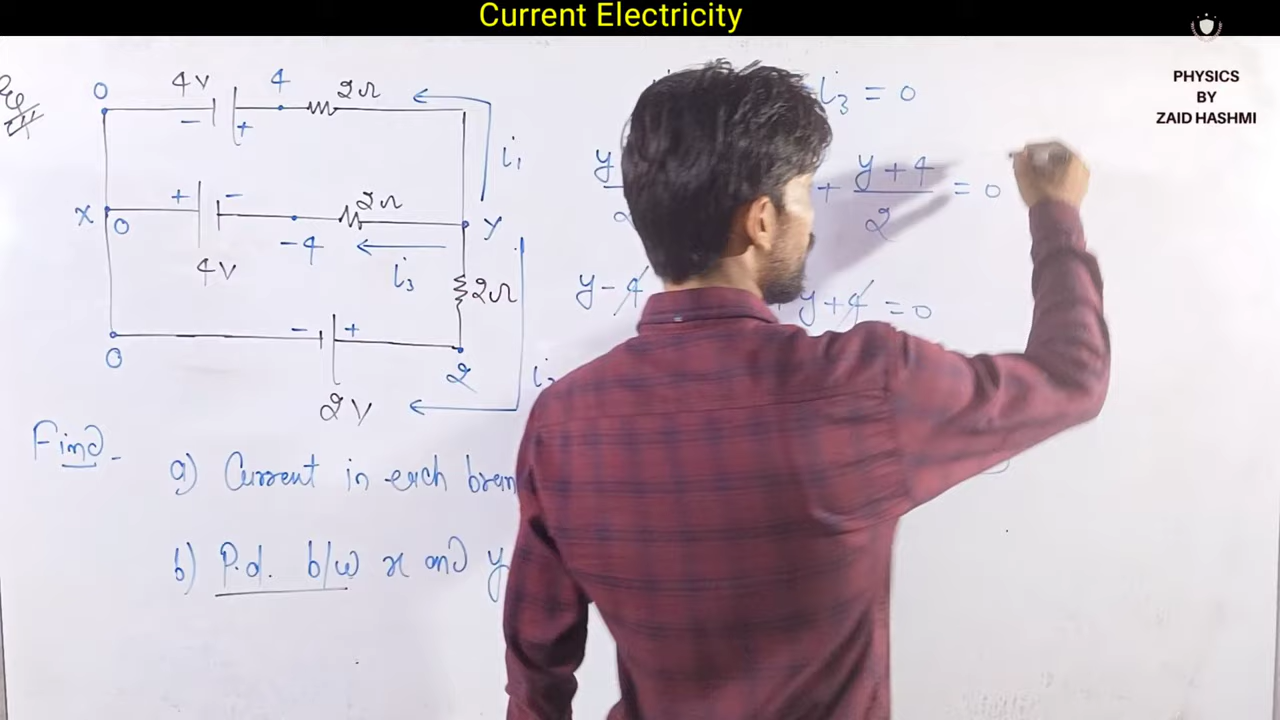 Current Electricity
PHYSICS
BY
ZAID HASHMI
0
4V
4
2Ω
- +
i₁
x
0
+ -
-4
2Ω
y
4V
i₃
2Ω
0
- +
2
2V
i₂
i₃ = 0
y
+ y + 4 / 2 = 0
y - 4
+ y + 4 = 0
Find -
a) Current in each
b) P.d. b/w x and y